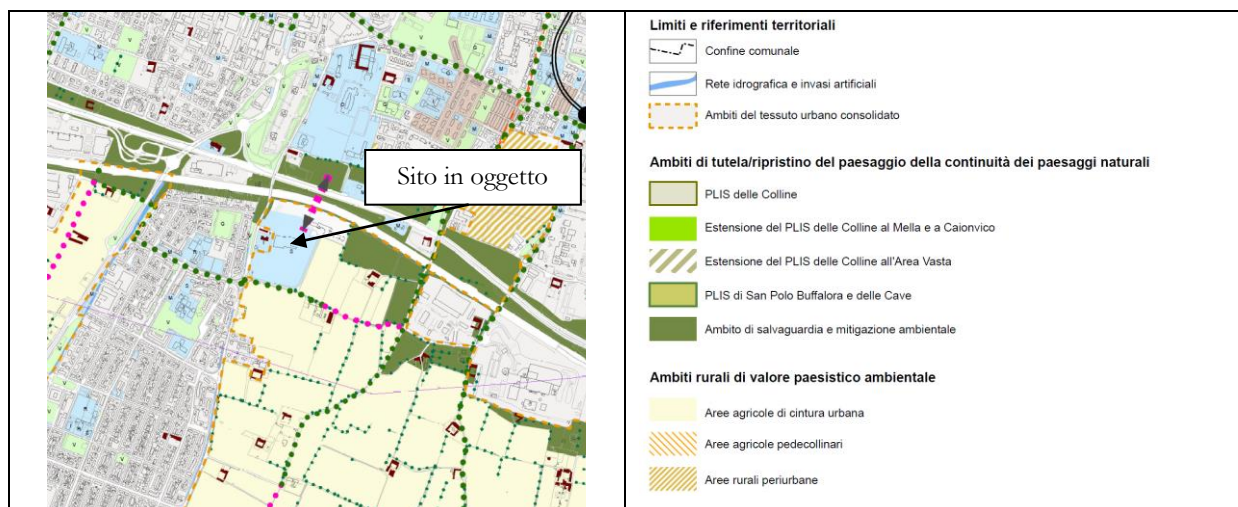 Sito in oggetto
Limiti e riferimenti territoriali
Confine comunale
Rete idrografica e invasi artificiali
Ambiti del tessuto urbano consolidato
Ambiti di tutela/ripristino del paesaggio della continuità dei paesaggi naturali
PLIS delle Colline
Estensione del PLIS delle Colline al Mella e a Caionvico
Estensione del PLIS delle Colline all'Area Vasta
PLIS di San Polo Buffalora e delle Cave
Ambito di salvaguardia e mitigazione ambientale
Ambiti rurali di valore paesistico ambientale
Aree agricole di cintura urbana
Aree agricole pedecollinari
Aree rurali periurbane